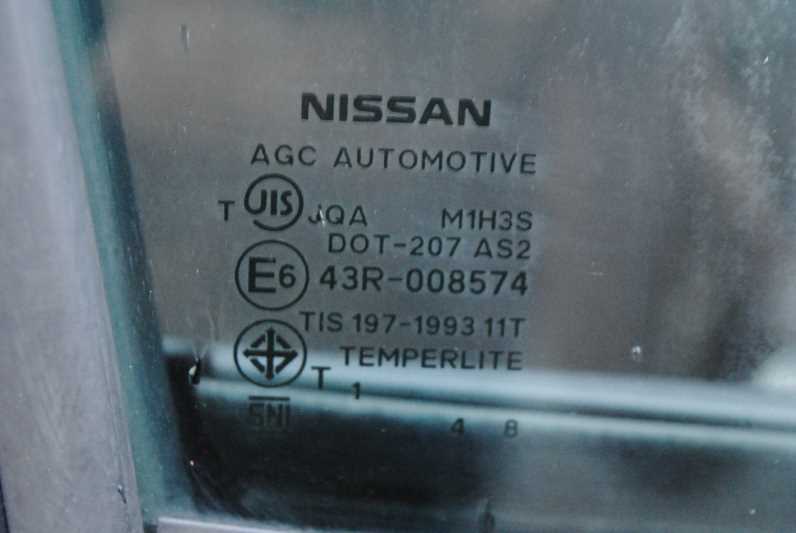 NISSAN
AGC AUTOMOTIVE
T JIS JQA M1H3S
DOT-207 AS2
E6 43R-008574
TIS 197-1993 11T
TEMPERLITE
T 1
SNI
4 8